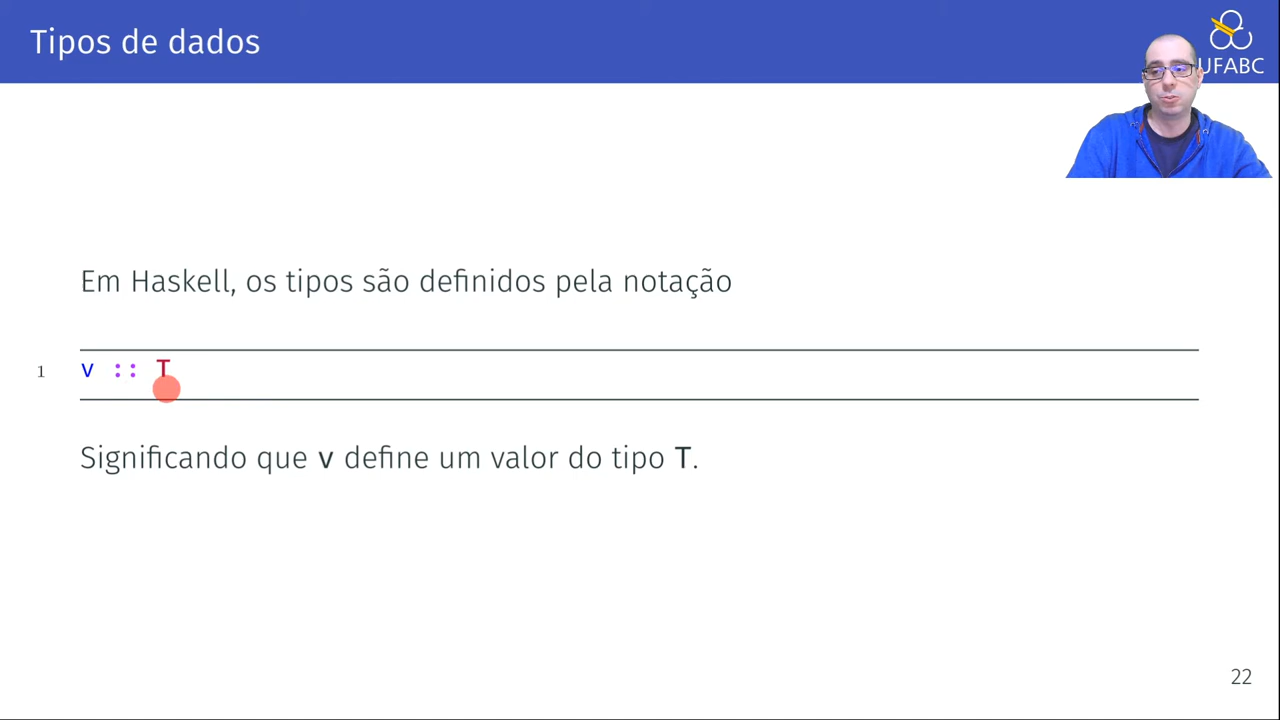 Tipos de dados
UFABC
Em Haskell, os tipos são definidos pela notação
1 v :: T
Significando que v define um valor do tipo T.
22